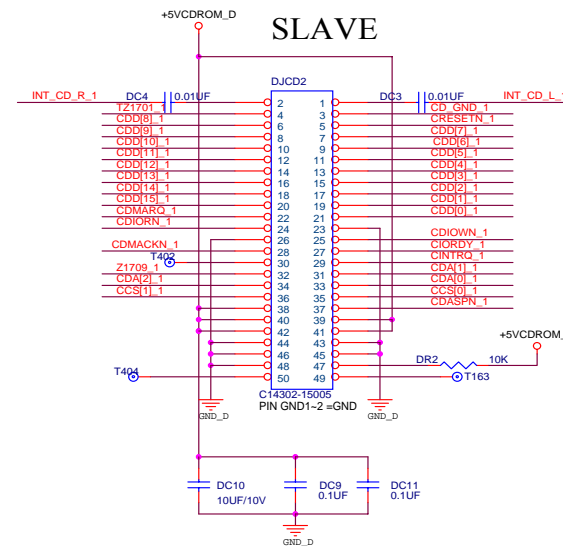 +5VCDROM_D
SLAVE
DJCD2
INT_CD_R_1 DC4 0.01UF 2 1 DC3 0.01UF INT_CD_L_1
TZ1701_1 4 3 CD_GND_1
CDD[8]_1 6 5 CRESETN_1
CDD[9]_1 8 7 CDD[7]_1
CDD[10]_1 10 9 CDD[6]_1
CDD[11]_1 12 11 CDD[5]_1
CDD[12]_1 14 13 CDD[4]_1
CDD[13]_1 16 15 CDD[3]_1
CDD[14]_1 18 17 CDD[2]_1
CDD[15]_1 20 19 CDD[1]_1
CDMARQ_1 22 21 CDD[0]_1
CDIORN_1 24 23
26 25 CDIOWN_1
CDMACKN_1 28 27 CIORDY_1
T402 30 29 CINTRQ_1
Z1709_1 32 31 CDA[1]_1
CDA[2]_1 34 33 CDA[0]_1
CCS[1]_1 36 35 CCS[0]_1
38 37 CDASPN_1
40 39
42 41 +5VCDROM_
44 43
46 45
48 47 DR2 10K
T404 50 49 T163
C14302-15005
PIN GND1~2 =GND
GND_D GND_D
DC10 DC9 DC11
10UF/10V 0.1UF 0.1UF
GND_D